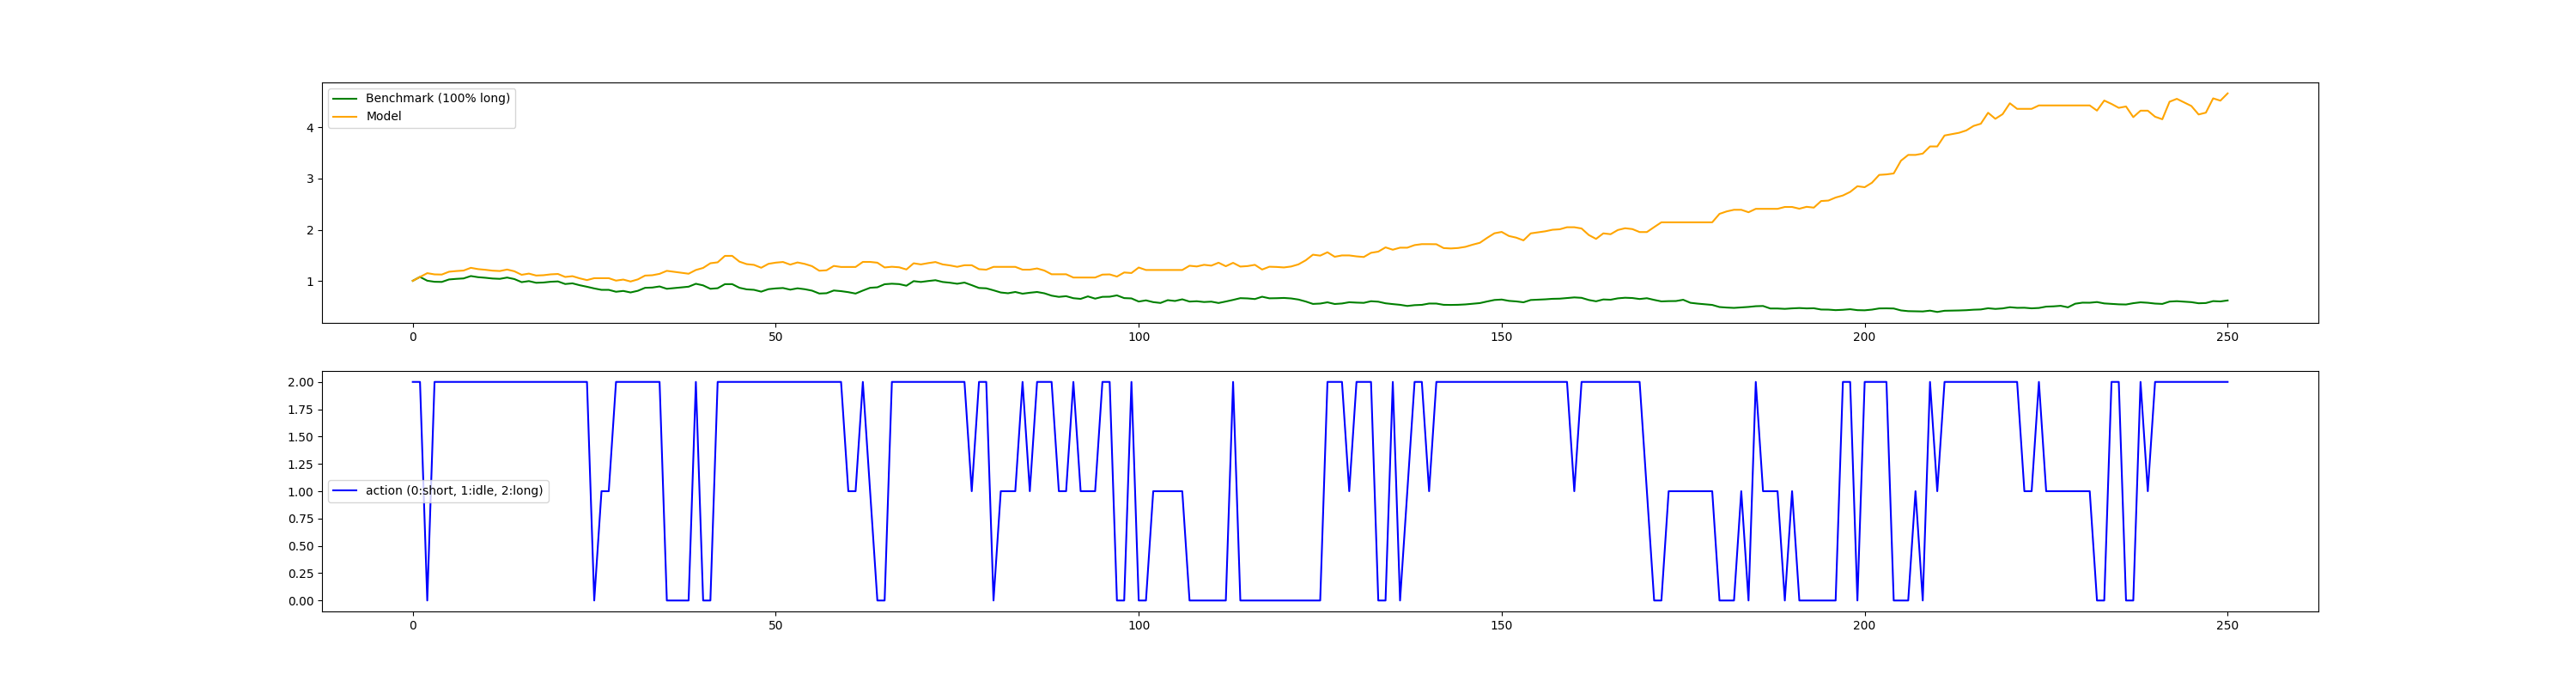 Benchmark (100% long)
Model
4
3
2
1
0 50 100 150 200 250
2.00
1.75
1.50
1.25
1.00
action (0:short, 1:idle, 2:long)
0.75
0.50
0.25
0.00
0 50 100 150 200 250